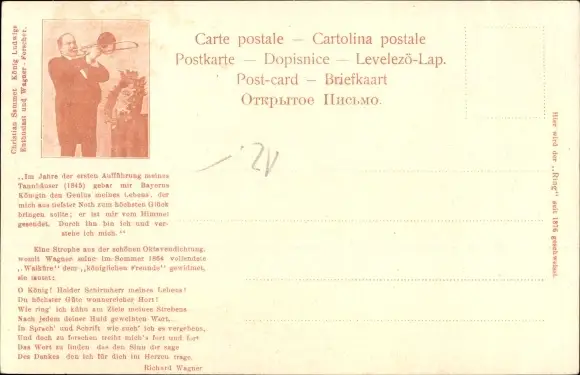 Christian Sammet. König Ludwigs
Enthusiast und Wagner-Forscher.
Carte postale — Cartolina postale
Postkarte — Dopisnice — Levelezö-Lap.
Post-card — Briefkaart
Открытое Письмо.
„Im Jahre der ersten Aufführung meines
Tannhäuser (1845) gebar mir Bayerns
Königin den Genius meines Lebens, der
mich aus tiefster Noth zum höchsten Glück
bringen sollte; er ist mir vom Himmel
gesendet. Durch ihn bin ich und ver-
stehe ich mich."
Eine Strophe aus der schönen Oktavendichtung,
womit Wagner seine im Sommer 1864 vollendete
„Walküre" dem „königlichen Freunde" gewidmet,
sie lautet:
O König! Holder Schirmherr meines Lebens!
Du höchster Güte wonnereicher Hort!
Wie ring' ich nun am Ziele meines Strebens
Nach jedem deiner Huld geweihten Wort.
In Sprach' und Schrift wie such' ich es vergebens,
Und doch zu forschen treibt mich's fort und fort
Das Wort zu finden das den Sinn dir sage
Des Dankes den ich für dich im Herzen trage.
Richard Wagner
Hier wird der „Ring" seit 1876 geschweisst.